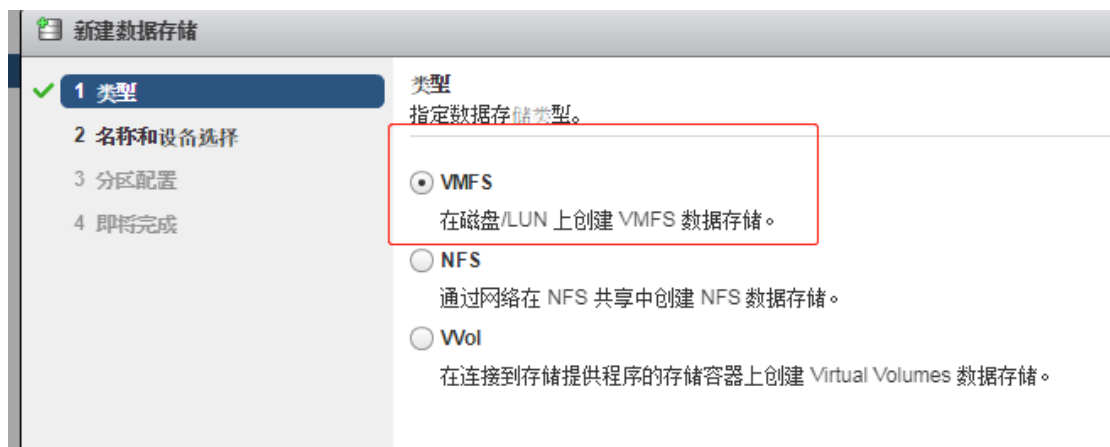 新建数据存储
1 类型
2 名称和设备选择
3 分区配置
4 即将完成
类型
指定数据存储类型。
VMFS
在磁盘/LUN 上创建 VMFS 数据存储。
NFS
通过网络在 NFS 共享中创建 NFS 数据存储。
VVol
在连接到存储提供程序的存储容器上创建 Virtual Volumes 数据存储。